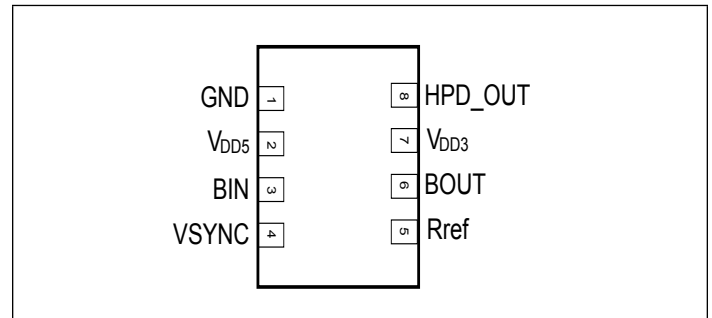 GND 1 8 HPD_OUT
VDD5 2 7 VDD3
BIN 3 6 BOUT
VSYNC 4 5 Rref